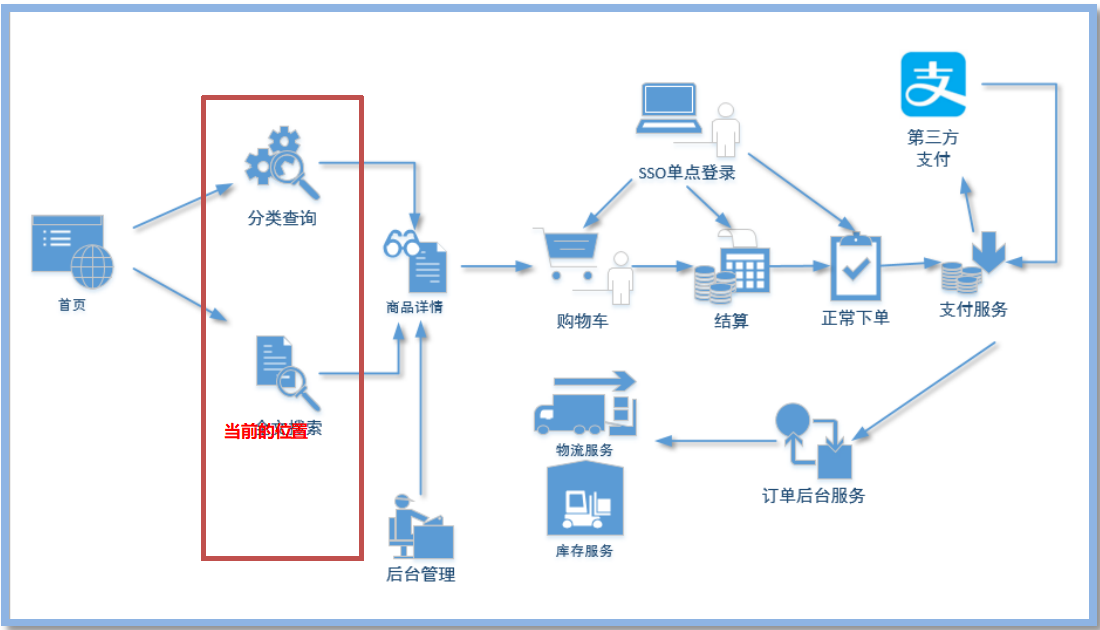 支
第三方
支付
SSO单点登录
分类查询
首页
商品详情
购物车
结算
正常下单
支付服务
当前的位置
全文搜索
物流服务
订单后台服务
库存服务
后台管理